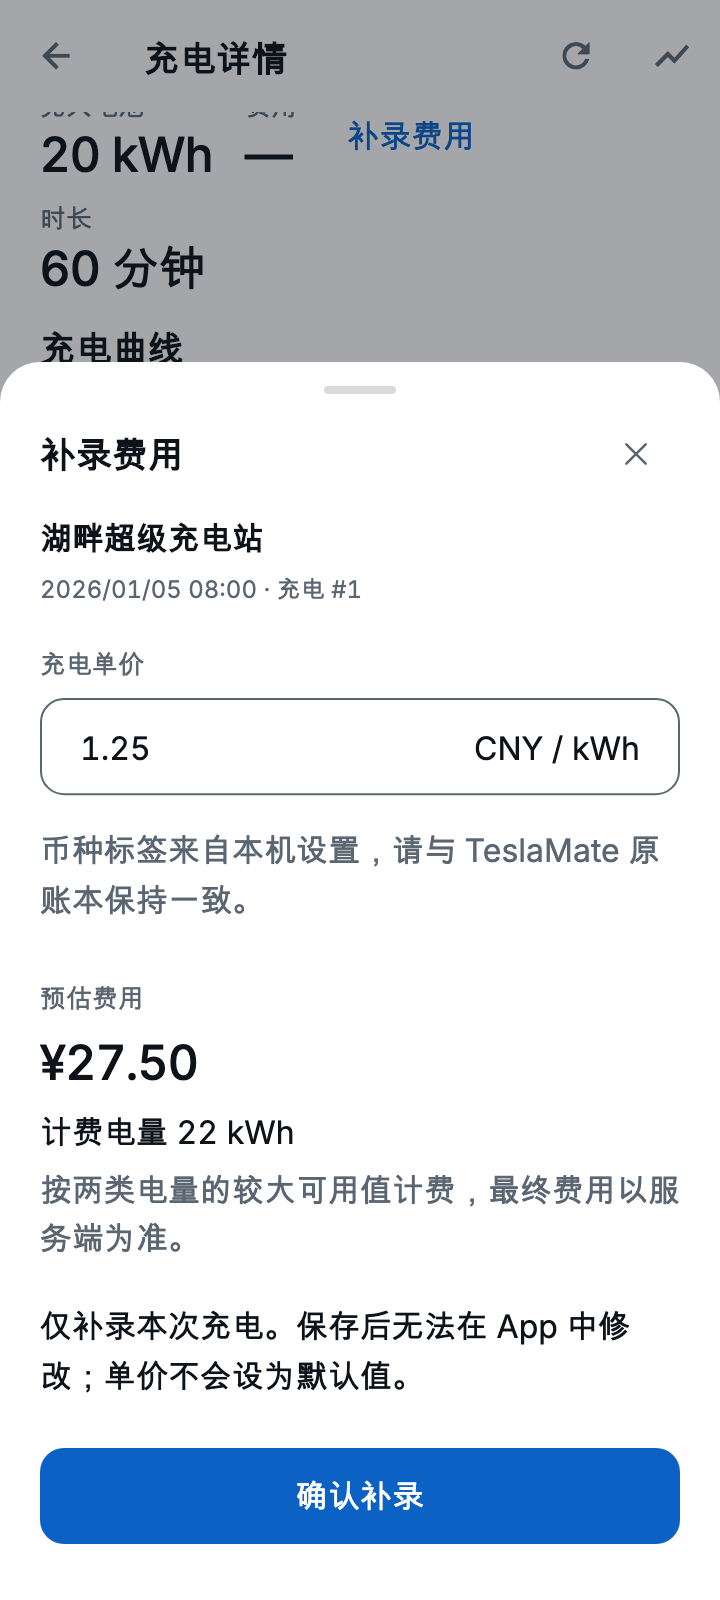 充电详情
20 kWh
—
补录费用
时长
60 分钟
充电曲线
补录费用
湖畔超级充电站
2026/01/05 08:00 · 充电 #1
充电单价
1.25
CNY / kWh
币种标签来自本机设置，请与 TeslaMate 原
账本保持一致。
预估费用
¥27.50
计费电量 22 kWh
按两类电量的较大可用值计费，最终费用以服
务端为准。
仅补录本次充电。保存后无法在 App 中修
改；单价不会设为默认值。
确认补录